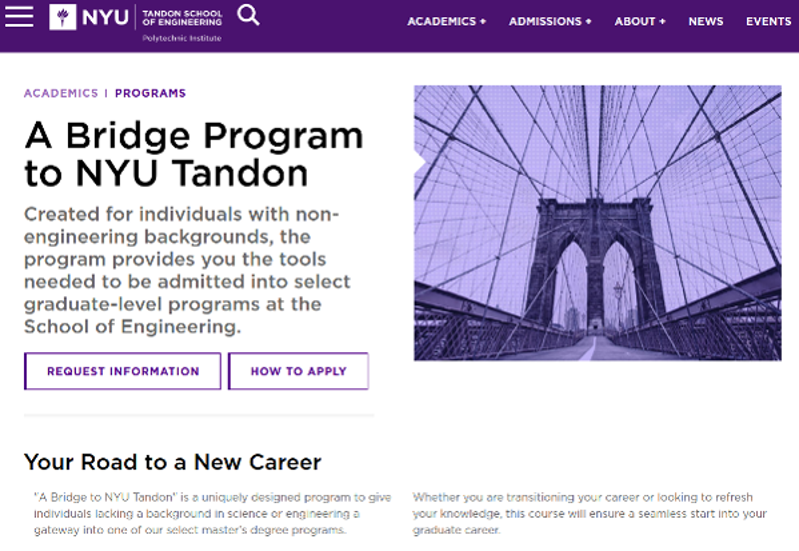 NYU
TANDON SCHOOL
OF ENGINEERING
Polytechnic Institute
ACADEMICS +
ADMISSIONS +
ABOUT +
NEWS
EVENTS
ACADEMICS | PROGRAMS
A Bridge Program
to NYU Tandon
Created for individuals with non-
engineering backgrounds, the
program provides you the tools
needed to be admitted into select
graduate-level programs at the
School of Engineering.
REQUEST INFORMATION
HOW TO APPLY
Your Road to a New Career
"A Bridge to NYU Tandon" is a uniquely designed program to give
individuals lacking a background in science or engineering a
gateway into one of our select master's degree programs.
Whether you are transitioning your career or looking to refresh
your knowledge, this course will ensure a seamless start into your
graduate career.